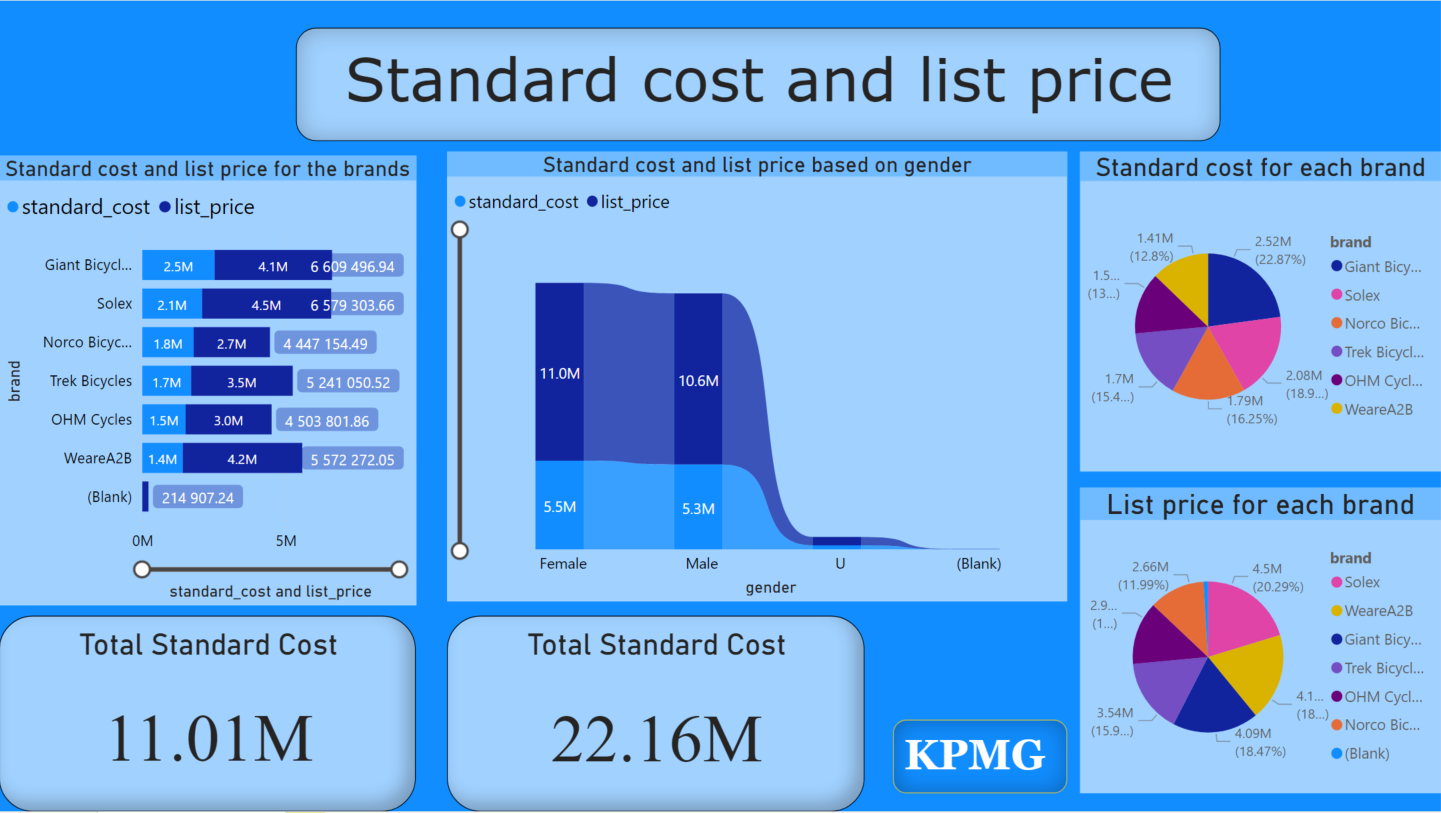 Standard cost and list price
Standard cost and list price for the brands
standard_cost list_price
brand
Giant Bicycl... 2.5M 4.1M 6 609 496.94
Solex 2.1M 4.5M 6 579 303.66
Norco Bicyc... 1.8M 2.7M 4 447 154.49
Trek Bicycles 1.7M 3.5M 5 241 050.52
OHM Cycles 1.5M 3.0M 4 503 801.86
WeareA2B 1.4M 4.2M 5 572 272.05
(Blank) 214 907.24
0M 5M
standard_cost and list_price
Standard cost and list price based on gender
standard_cost list_price
11.0M 10.6M
5.5M 5.3M
Female Male U (Blank)
gender
Standard cost for each brand
1.41M
(12.8%)
2.52M
(22.87%)
1.5...
(13...)
1.7M
(15.4...)
2.08M
(18.9...)
1.79M
(16.25%)
brand
Giant Bicy...
Solex
Norco Bic...
Trek Bicycl...
OHM Cycl...
WeareA2B
List price for each brand
2.66M
(11.99%)
4.5M
(20.29%)
2.9...
(1...)
3.54M
(15.9...)
4.1...
(18...)
4.09M
(18.47%)
brand
Solex
WeareA2B
Giant Bicy...
Trek Bicycl...
OHM Cycl...
Norco Bic...
(Blank)
Total Standard Cost
11.01M
Total Standard Cost
22.16M
KPMG